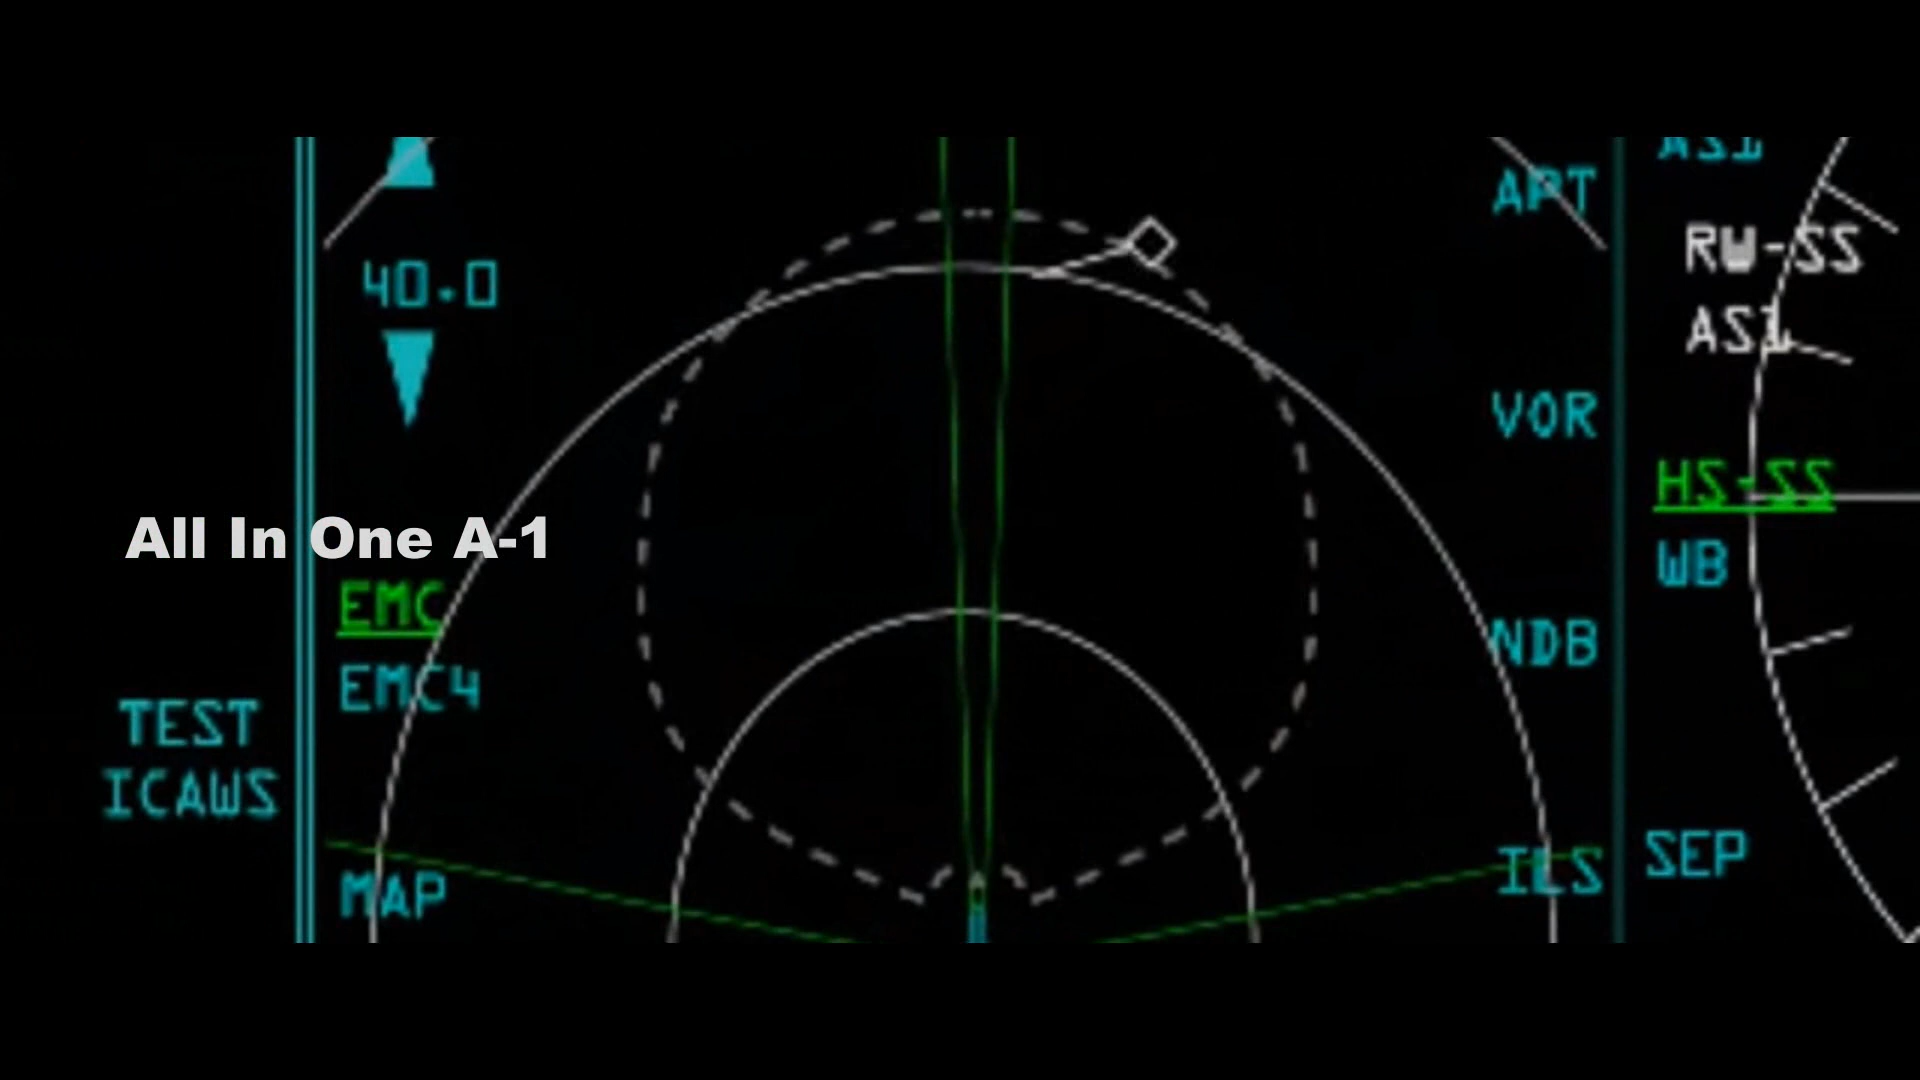 AS1
APT
RW-SS
40.0
AS1
VOR
HS-SS
All In One A-1
WB
EMC
NDB
EMC4
TEST
ICAWS
SEP
ILS
MAP